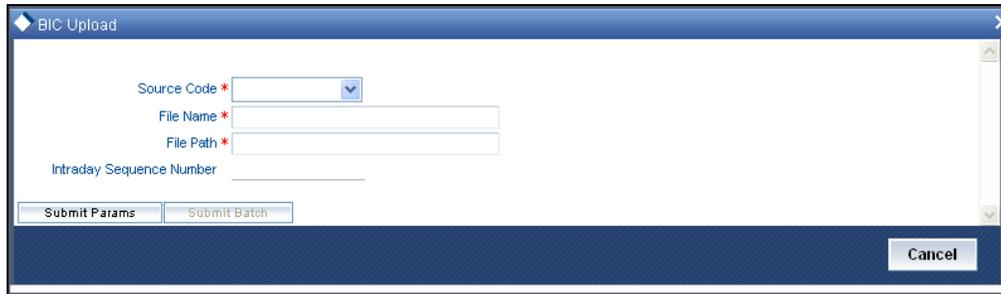 BIC Upload
Source Code *
File Name *
File Path *
Intraday Sequence Number
Submit Params Submit Batch
Cancel